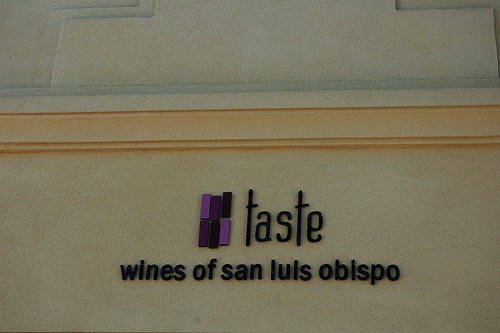 taste
wines of san luis obispo